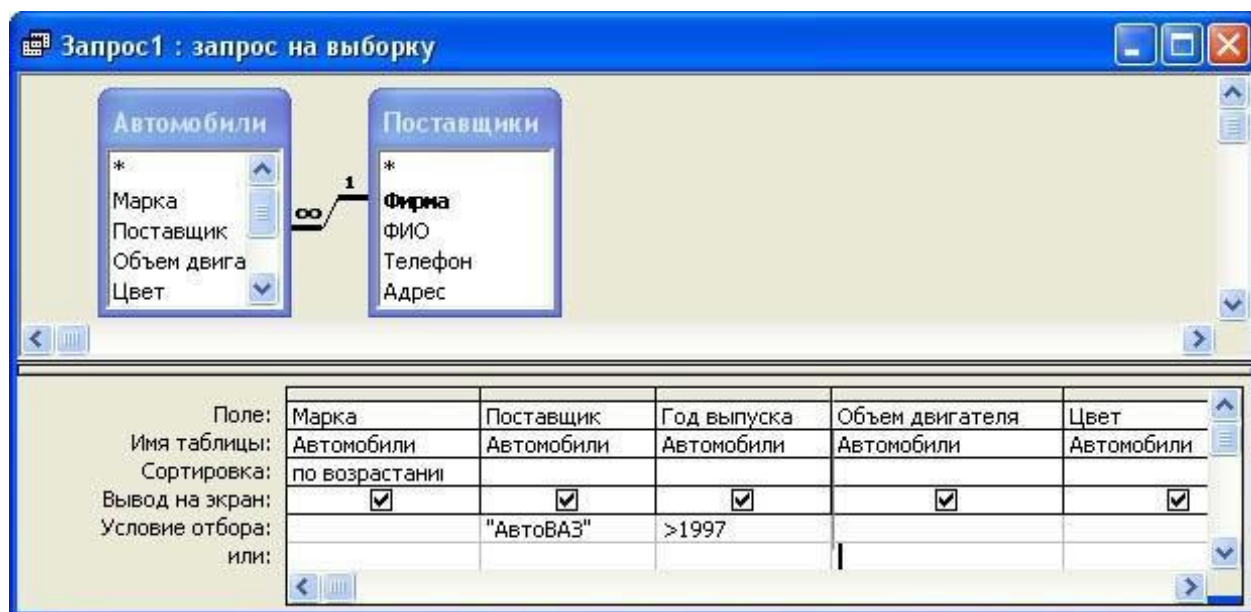 Запрос1 : запрос на выборку
Автомобили
*
Марка
Поставщик
Объем двига
Цвет
∞
1
Поставщики
*
Фирма
ФИО
Телефон
Адрес
Поле: Марка Поставщик Год выпуска Объем двигателя Цвет
Имя таблицы: Автомобили Автомобили Автомобили Автомобили Автомобили
Сортировка: по возрастани
Вывод на экран:
Условие отбора: "АвтоВАЗ" >1997
или: